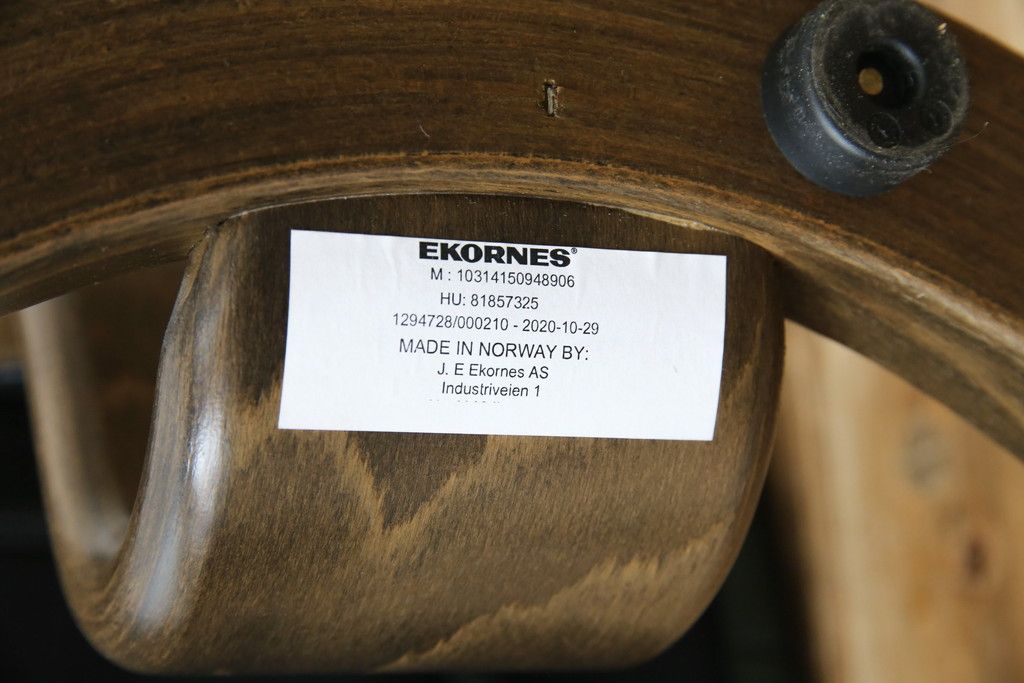 EKORNES®
M : 10314150948906
HU: 81857325
1294728/000210 - 2020-10-29
MADE IN NORWAY BY:
J. E Ekornes AS
Industriveien 1